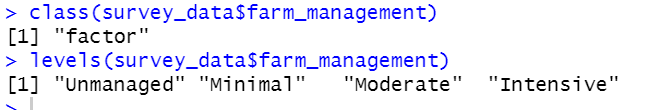 > class(survey_data$farm_management)
[1] "factor"
> levels(survey_data$farm_management)
[1] "Unmanaged" "Minimal"   "Moderate"  "Intensive"
>